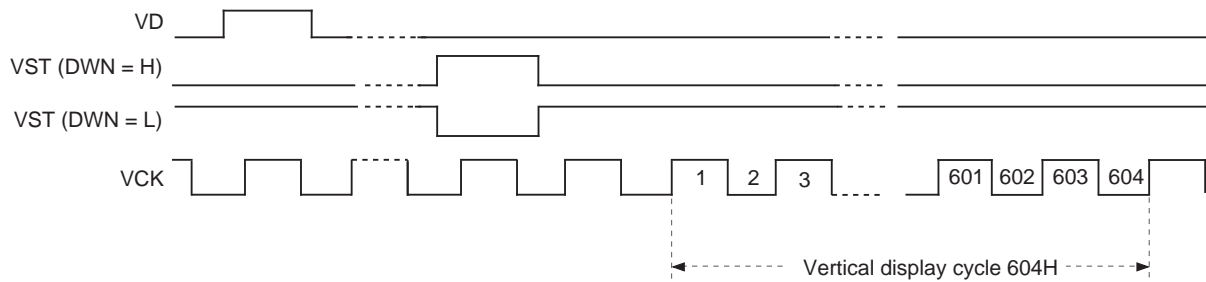 VD
VST (DWN = H)
VST (DWN = L)
VCK
1 2 3 601 602 603 604
Vertical display cycle 604H